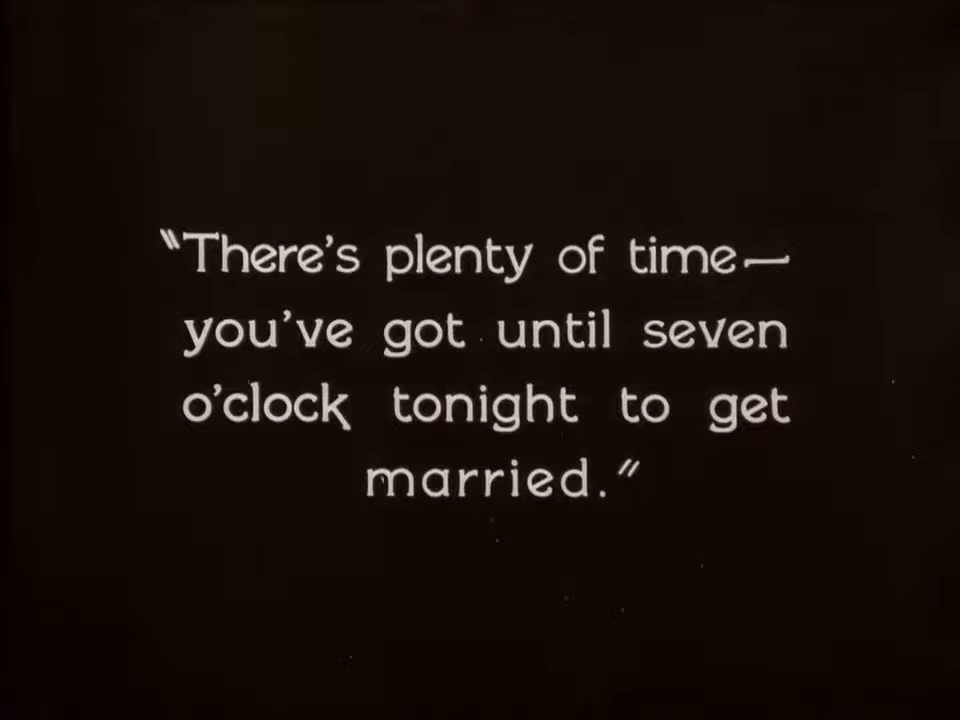 "There's plenty of time—
you've got until seven
o'clock tonight to get
married."